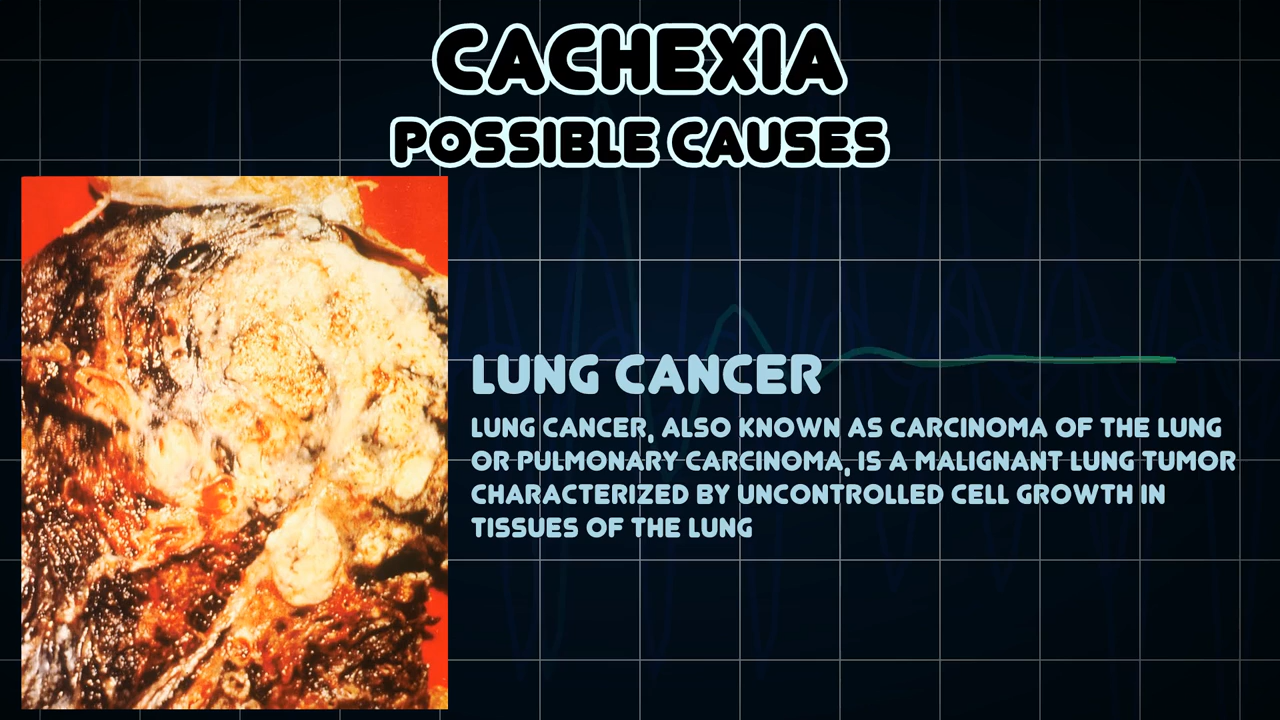 CACHEXIA
POSSIBLE CAUSES
LUNG CANCER
LUNG CANCER, ALSO KNOWN AS CARCINOMA OF THE LUNG
OR PULMONARY CARCINOMA, IS A MALIGNANT LUNG TUMOR
CHARACTERIZED BY UNCONTROLLED CELL GROWTH IN
TISSUES OF THE LUNG